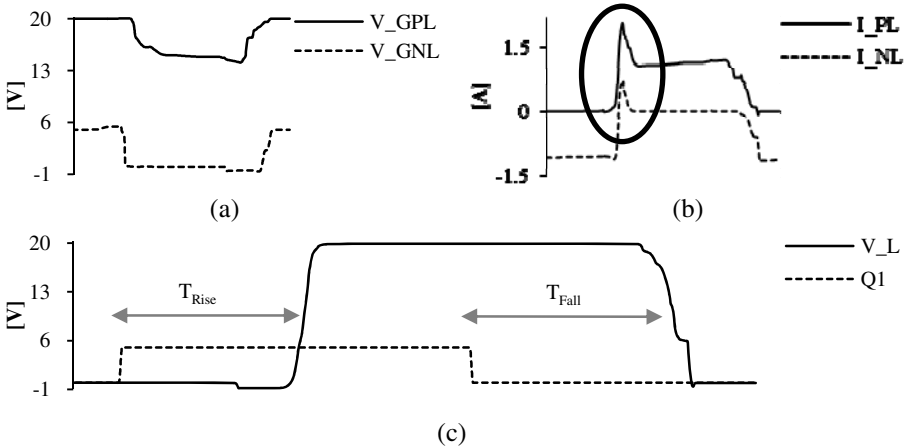 20
13
6
-1
[V]
V_GPL
V_GNL
(a)
1.5
0
-1.5
[A]
I_PL
I_NL
(b)
20
13
6
-1
[V]
T_Rise
T_Fall
V_L
Q1
(c)